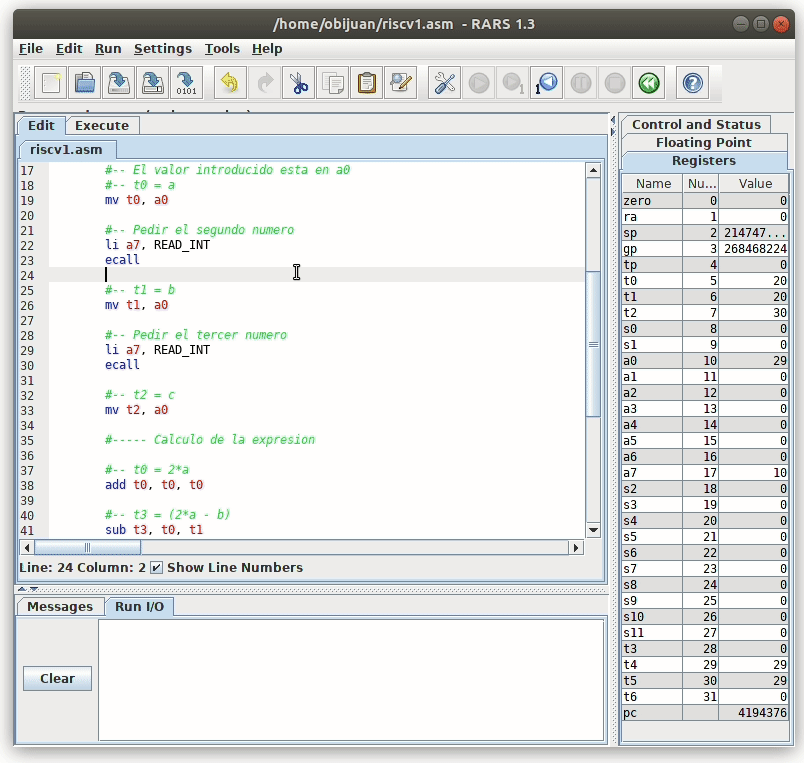 /home/obijuan/riscv1.asm - RARS 1.3
File Edit Run Settings Tools Help
0101
1
1
Edit Execute
riscv1.asm
17 #-- El valor introducido esta en a0
18 #-- t0 = a
19 mv t0, a0
20
21 #-- Pedir el segundo numero
22 li a7, READ_INT
23 ecall
24
25 #-- t1 = b
26 mv t1, a0
27
28 #-- Pedir el tercer numero
29 li a7, READ_INT
30 ecall
31
32 #-- t2 = c
33 mv t2, a0
34
35 #----- Calculo de la expresion
36
37 #-- t0 = 2*a
38 add t0, t0, t0
39
40 #-- t3 = (2*a - b)
41 sub t3, t0, t1
Line: 24 Column: 2 Show Line Numbers
Messages Run I/O
Clear
Control and Status
Floating Point
Registers
Name Nu... Value
zero 0 0
ra 1 0
sp 2 214747...
gp 3 268468224
tp 4 0
t0 5 20
t1 6 20
t2 7 30
s0 8 0
s1 9 0
a0 10 29
a1 11 0
a2 12 0
a3 13 0
a4 14 0
a5 15 0
a6 16 0
a7 17 10
s2 18 0
s3 19 0
s4 20 0
s5 21 0
s6 22 0
s7 23 0
s8 24 0
s9 25 0
s10 26 0
s11 27 0
t3 28 0
t4 29 29
t5 30 29
t6 31 0
pc 4194376